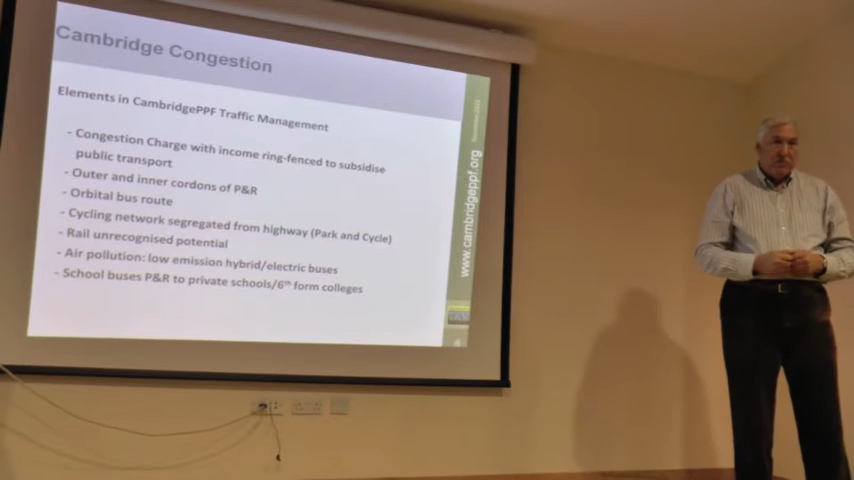 Cambridge Congestion
Elements in CambridgePPF Traffic Management
- Congestion Charge with income ring-fenced to subsidise
public transport
- Outer and inner cordons of P&R
- Orbital bus route
- Cycling network segregated from highway (Park and Cycle)
- Rail unrecognised potential
- Air pollution: low emission hybrid/electric buses
- School buses P&R to private schools/6th form colleges
www.cambridgeppf.org